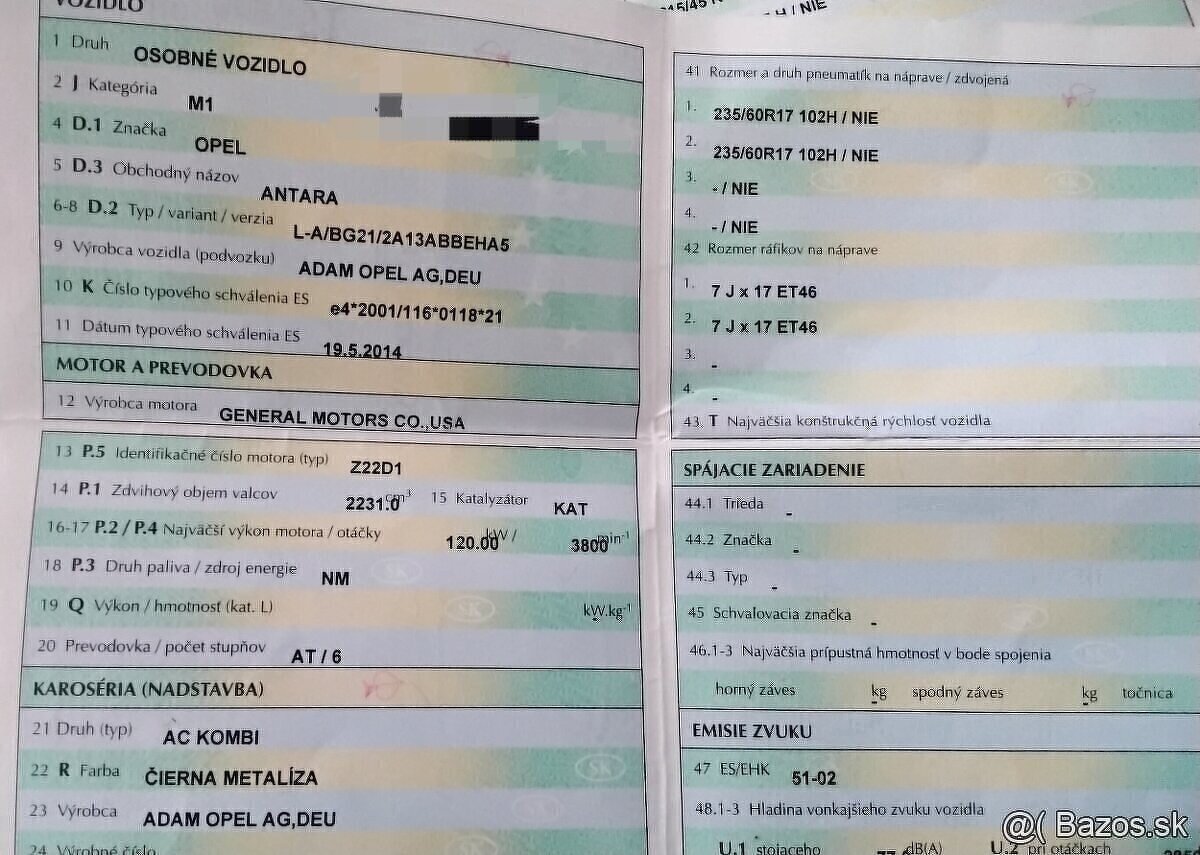 VOZIDLO
1 Druh OSOBNÉ VOZIDLO
2 J Kategória M1
4 D.1 Značka OPEL
5 D.3 Obchodný názov ANTARA
6-8 D.2 Typ / variant / verzia L-A/BG21/2A13ABBEHA5
9 Výrobca vozidla (podvozku) ADAM OPEL AG,DEU
10 K Číslo typového schválenia ES e4*2001/116*0118*21
11 Dátum typového schválenia ES 19.5.2014
MOTOR A PREVODOVKA
12 Výrobca motora GENERAL MOTORS CO.,USA
13 P.5 Identifikačné číslo motora (typ) Z22D1
14 P.1 Zdvihový objem valcov 2231.0 cm³ 15 Katalyzátor KAT
16-17 P.2 / P.4 Najväčší výkon motora / otáčky 120.00 kW / 3800 min-1
18 P.3 Druh paliva / zdroj energie NM
19 Q Výkon / hmotnosť (kat. L) - kW.kg-1
20 Prevodovka / počet stupňov AT / 6
KAROSÉRIA (NADSTAVBA)
21 Druh (typ) AC KOMBI
22 R Farba ČIERNA METALÍZA
23 Výrobca ADAM OPEL AG,DEU
24 Výrobné číslo
/ NIE
41 Rozmer a druh pneumatík na náprave / zdvojená
1. 235/60R17 102H / NIE
2. 235/60R17 102H / NIE
3. - / NIE
4. - / NIE
42 Rozmer ráfikov na náprave
1. 7 J x 17 ET46
2. 7 J x 17 ET46
3. -
4. -
43 T Najväčšia konštrukčná rýchlosť vozidla
SPÁJACIE ZARIADENIE
44.1 Trieda -
44.2 Značka -
44.3 Typ -
45 Schvaľovacia značka -
46.1-3 Najväčšia prípustná hmotnosť v bode spojenia
horný záves - kg spodný záves - kg točnica
EMISIE ZVUKU
47 ES/EHK 51-02
48.1-3 Hladina vonkajšieho zvuku vozidla
U.1 stojaceho dB(A) U.2 pri otáčkach
SK
SK
SK
@( Bazos.sk